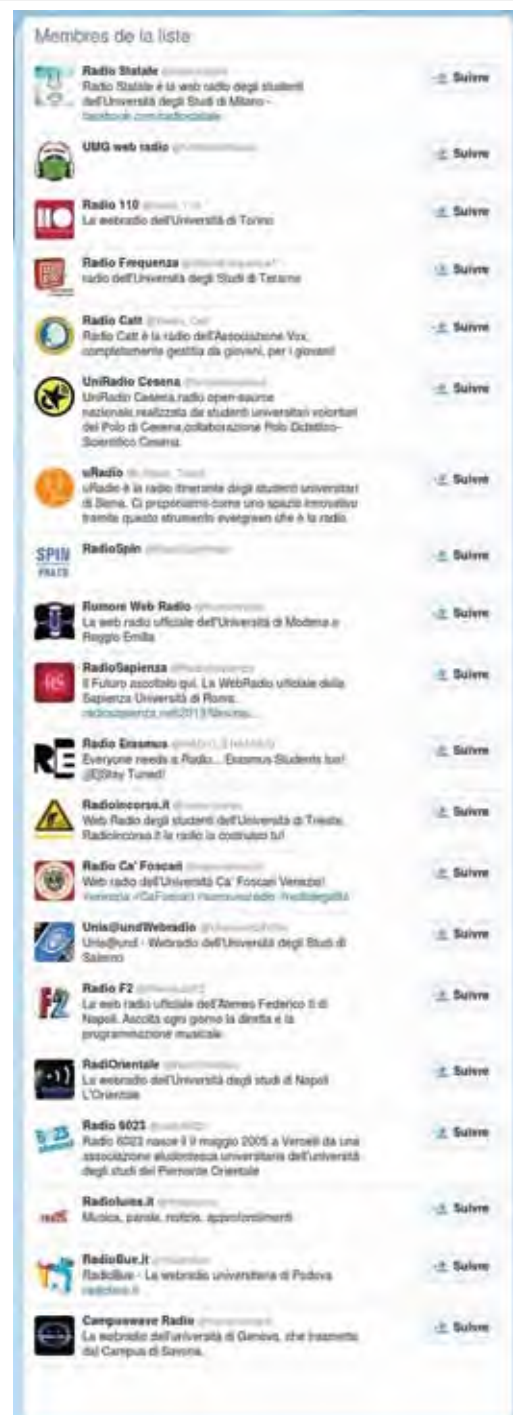 Membres de la liste
Radio Statale
Suivre
Radio Statale è la web radio degli studenti
dell'Università degli Studi di Milano -
facebook.com/radiostatale
UMG web radio
Suivre
Radio 110
Suivre
La webradio dell'Università di Torino
Radio Frequenza
Suivre
radio dell'Università degli Studi di Teramo
Radio Catt
Suivre
Radio Catt è la radio dell'Associazione Vox,
completamente gestita da giovani, per i giovani!
UniRadio Cesena
Suivre
UniRadio Cesena,radio open-source
nazionale,realizzata da studenti universitari volontari
del Polo di Cesena,collaborazione Polo Didattico-
Scientifico Cesena.
uRadio
Suivre
uRadio è la radio itinerante degli studenti universitari
di Siena. Ci proponiamo come uno spazio innovativo
tramite questo strumento evergreen che è la radio.
SPIN
PRATO
RadioSpin
Suivre
Rumore Web Radio
Suivre
La web radio ufficiale dell'Università di Modena e
Reggio Emilia
RadioSapienza
Suivre
Il Futuro ascoltalo qui. La WebRadio ufficiale della
Sapienza Università di Roma.
RE
Radio Erasmus
Suivre
Everyone needs a Radio... Erasmus Students too!
Stay Tuned!
Radioincorso.it
Suivre
Web Radio degli studenti dell'Università di Trieste.
Radioincorso.it la radio la costruisci tu!
Radio Ca' Foscari
Suivre
Web radio dell'Università Ca' Foscari Venezia!
Unis@undWebradio
Suivre
Unis@und - Webradio dell'Università degli Studi di
Salerno
F2
Radio F2
Suivre
La web radio ufficiale dell'Ateneo Federico II di
Napoli. Ascolta ogni giorno la diretta e la
programmazione musicale.
RadiOrientale
Suivre
La webradio dell'Università degli studi di Napoli
L'Orientale
Radio 6023
Suivre
Radio 6023 nasce il 9 maggio 2005 a Vercelli da una
associazione studentesca universitaria dell'università
degli studi del Piemonte Orientale
Radioluiss.it
Suivre
Musica, parole, notizie, approfondimenti
RadioBue.it
Suivre
RadioBue - La webradio universitaria di Padova
radiobue.it
Campuswave Radio
Suivre
La webradio dell'università di Genova, che trasmette
dal Campus di Savona.